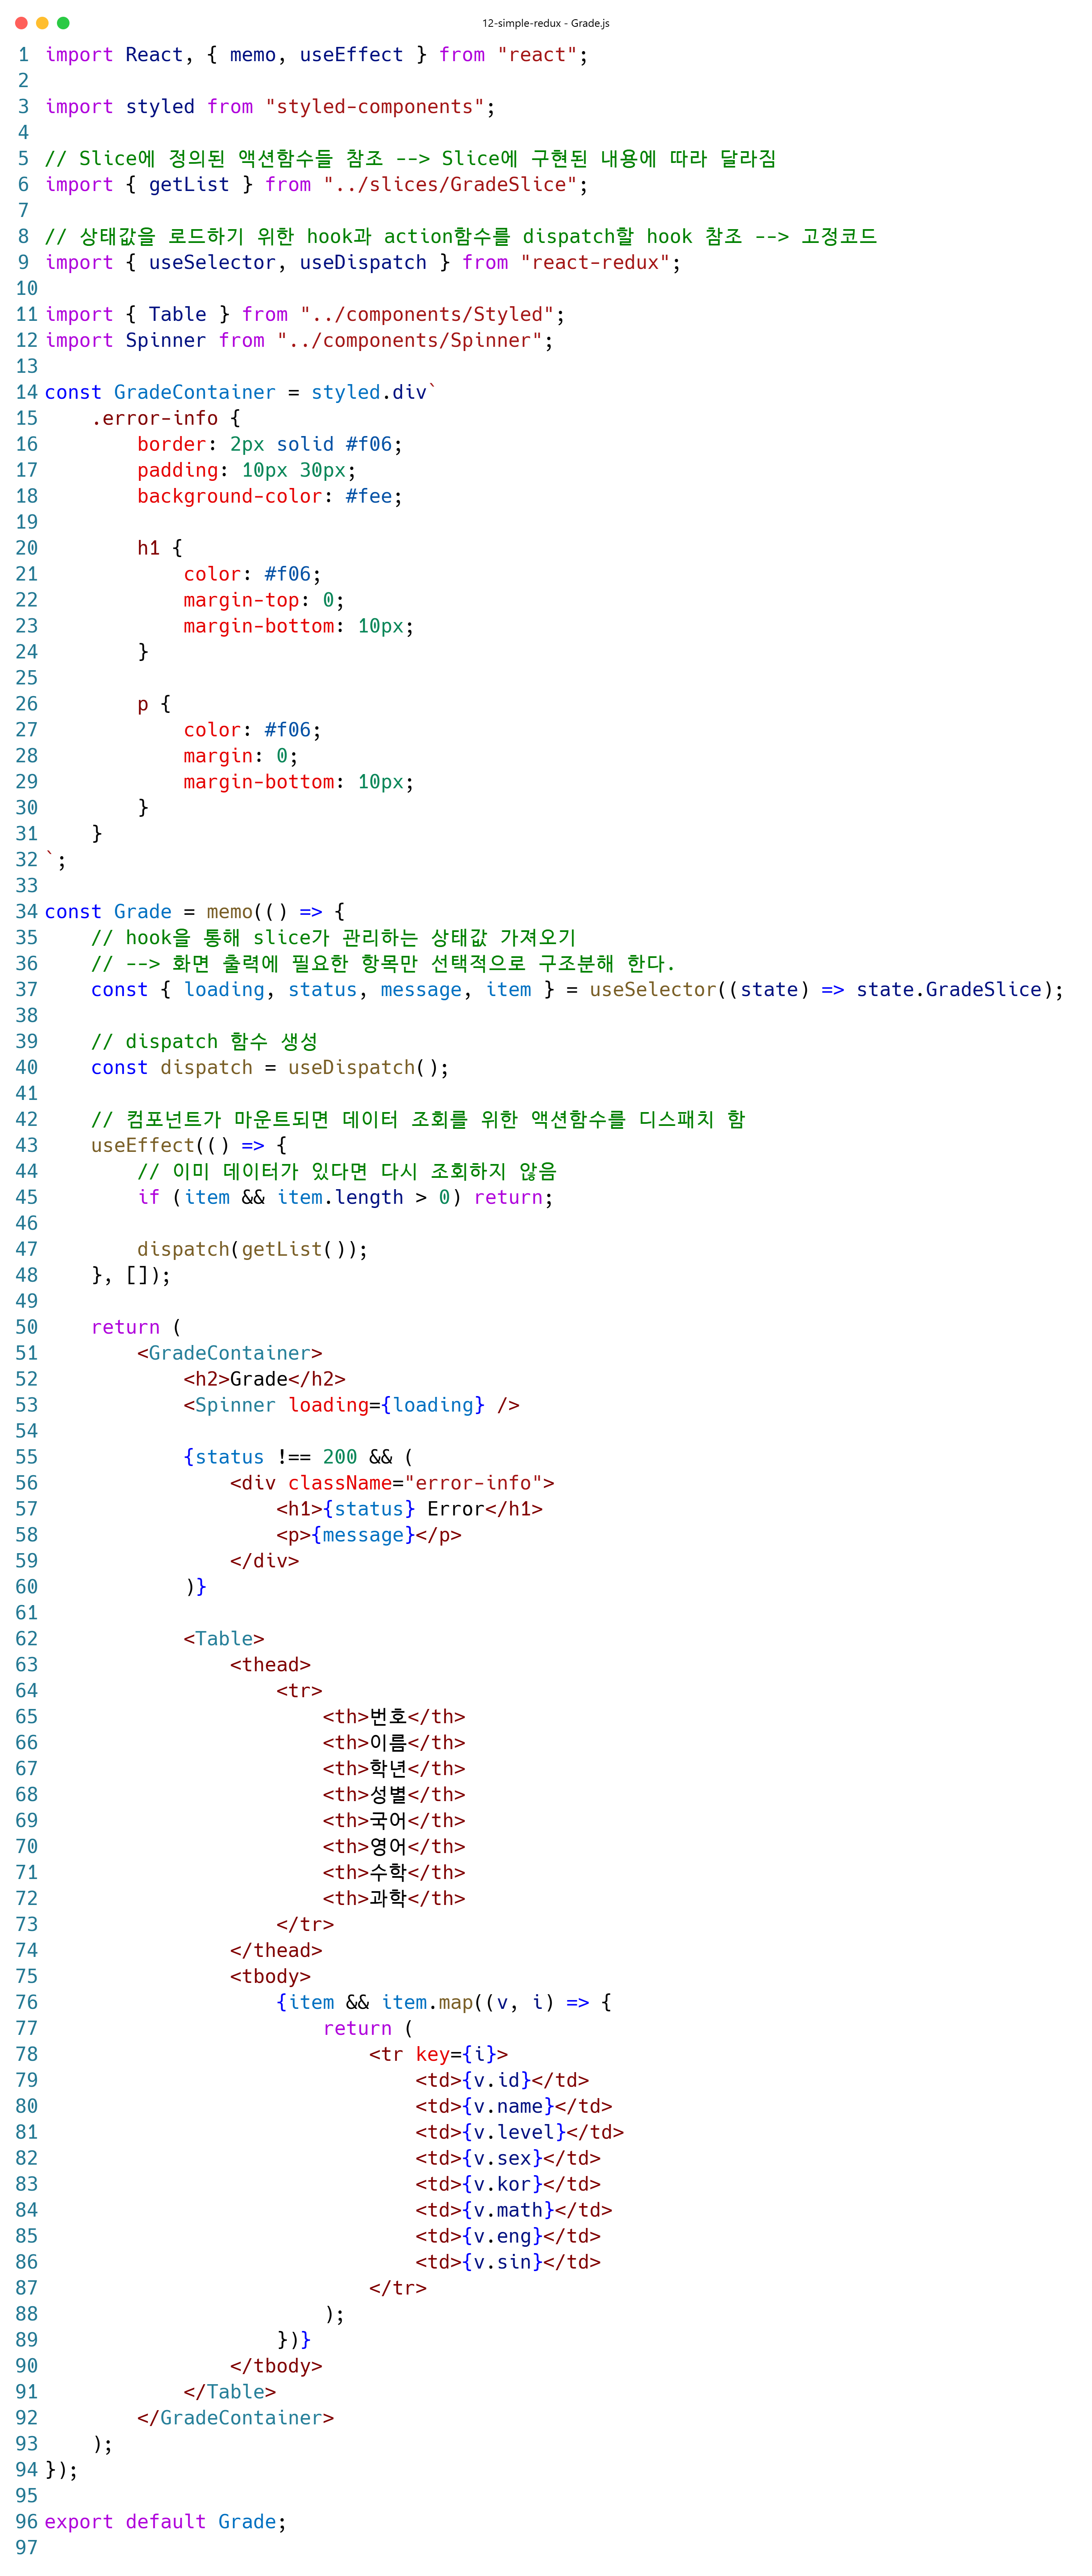 12-simple-redux - Grade.js
1 import React, { memo, useEffect } from "react";
2
3 import styled from "styled-components";
4
5 // Slice에 정의된 액션함수들 참조 --> Slice에 구현된 내용에 따라 달라짐
6 import { getList } from "../slices/GradeSlice";
7
8 // 상태값을 로드하기 위한 hook과 action함수를 dispatch할 hook 참조 --> 고정코드
9 import { useSelector, useDispatch } from "react-redux";
10
11 import { Table } from "../components/Styled";
12 import Spinner from "../components/Spinner";
13
14 const GradeContainer = styled.div`
15     .error-info {
16         border: 2px solid #f06;
17         padding: 10px 30px;
18         background-color: #fee;
19
20         h1 {
21             color: #f06;
22             margin-top: 0;
23             margin-bottom: 10px;
24         }
25
26         p {
27             color: #f06;
28             margin: 0;
29             margin-bottom: 10px;
30         }
31     }
32 `;
33
34 const Grade = memo(() => {
35     // hook을 통해 slice가 관리하는 상태값 가져오기
36     // --> 화면 출력에 필요한 항목만 선택적으로 구조분해 한다.
37     const { loading, status, message, item } = useSelector((state) => state.GradeSlice);
38
39     // dispatch 함수 생성
40     const dispatch = useDispatch();
41
42     // 컴포넌트가 마운트되면 데이터 조회를 위한 액션함수를 디스패치 함
43     useEffect(() => {
44         // 이미 데이터가 있다면 다시 조회하지 않음
45         if (item && item.length > 0) return;
46
47         dispatch(getList());
48     }, []);
49
50     return (
51         <GradeContainer>
52             <h2>Grade</h2>
53             <Spinner loading={loading} />
54
55             {status !== 200 && (
56                 <div className="error-info">
57                     <h1>{status} Error</h1>
58                     <p>{message}</p>
59                 </div>
60             )}
61
62             <Table>
63                 <thead>
64                     <tr>
65                         <th>번호</th>
66                         <th>이름</th>
67                         <th>학년</th>
68                         <th>성별</th>
69                         <th>국어</th>
70                         <th>영어</th>
71                         <th>수학</th>
72                         <th>과학</th>
73                     </tr>
74                 </thead>
75                 <tbody>
76                     {item && item.map((v, i) => {
77                         return (
78                             <tr key={i}>
79                                 <td>{v.id}</td>
80                                 <td>{v.name}</td>
81                                 <td>{v.level}</td>
82                                 <td>{v.sex}</td>
83                                 <td>{v.kor}</td>
84                                 <td>{v.math}</td>
85                                 <td>{v.eng}</td>
86                                 <td>{v.sin}</td>
87                             </tr>
88                         );
89                     })}
90                 </tbody>
91             </Table>
92         </GradeContainer>
93     );
94 });
95
96 export default Grade;
97